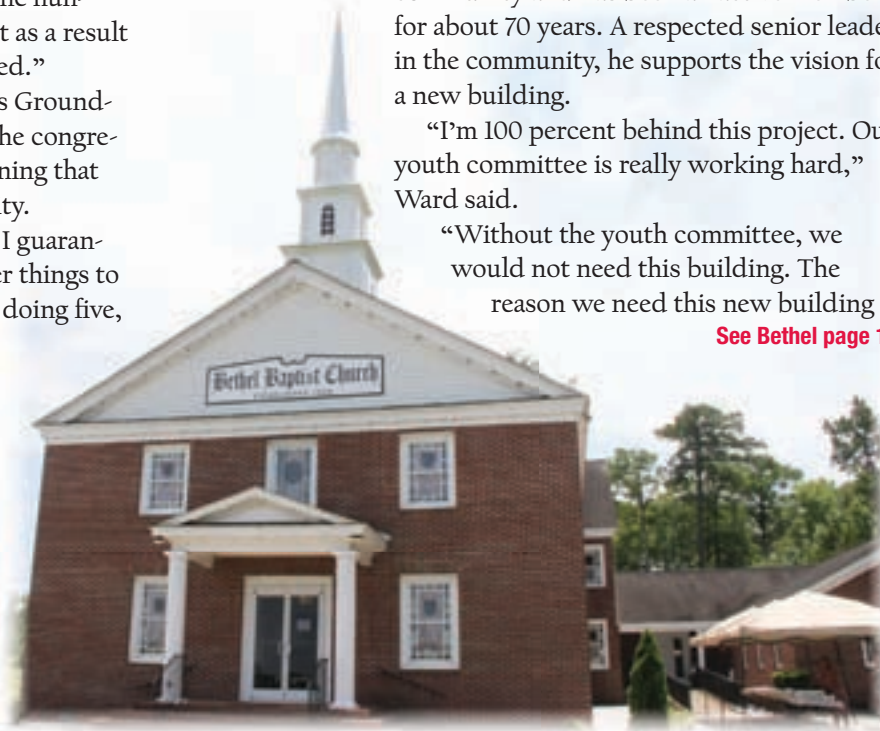 t as a result
ed.”
s Ground-
he congre-
ning that
ty.
I guaran-
er things to
doing five,
for about 70 years. A respected senior leade
in the community, he supports the vision fo
a new building.
“I’m 100 percent behind this project. Ou
youth committee is really working hard,”
Ward said.
“Without the youth committee, we
would not need this building. The
reason we need this new building
See Bethel page 1
Bethel Baptist Church